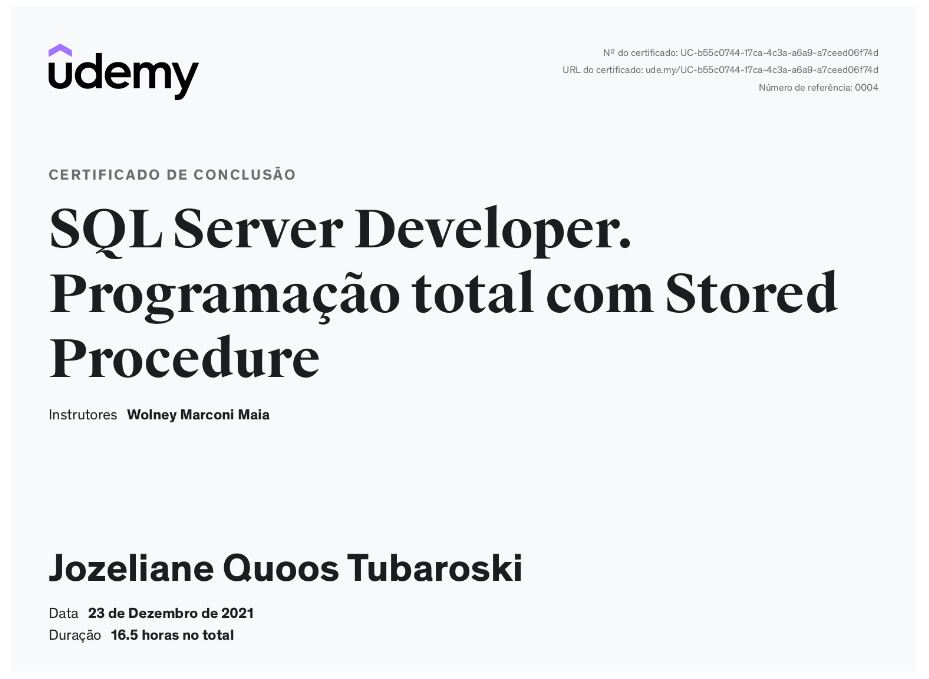 udemy
Nº do certificado: UC-b55c0744-17ca-4c3a-a6a9-a7ceed06f74d
URL do certificado: ude.my/UC-b55c0744-17ca-4c3a-a6a9-a7ceed06f74d
Número de referência: 0004
CERTIFICADO DE CONCLUSÃO
SQL Server Developer.
Programação total com Stored
Procedure
Instrutores Wolney Marconi Maia
Jozeliane Quoos Tubaroski
Data 23 de Dezembro de 2021
Duração 16.5 horas no total